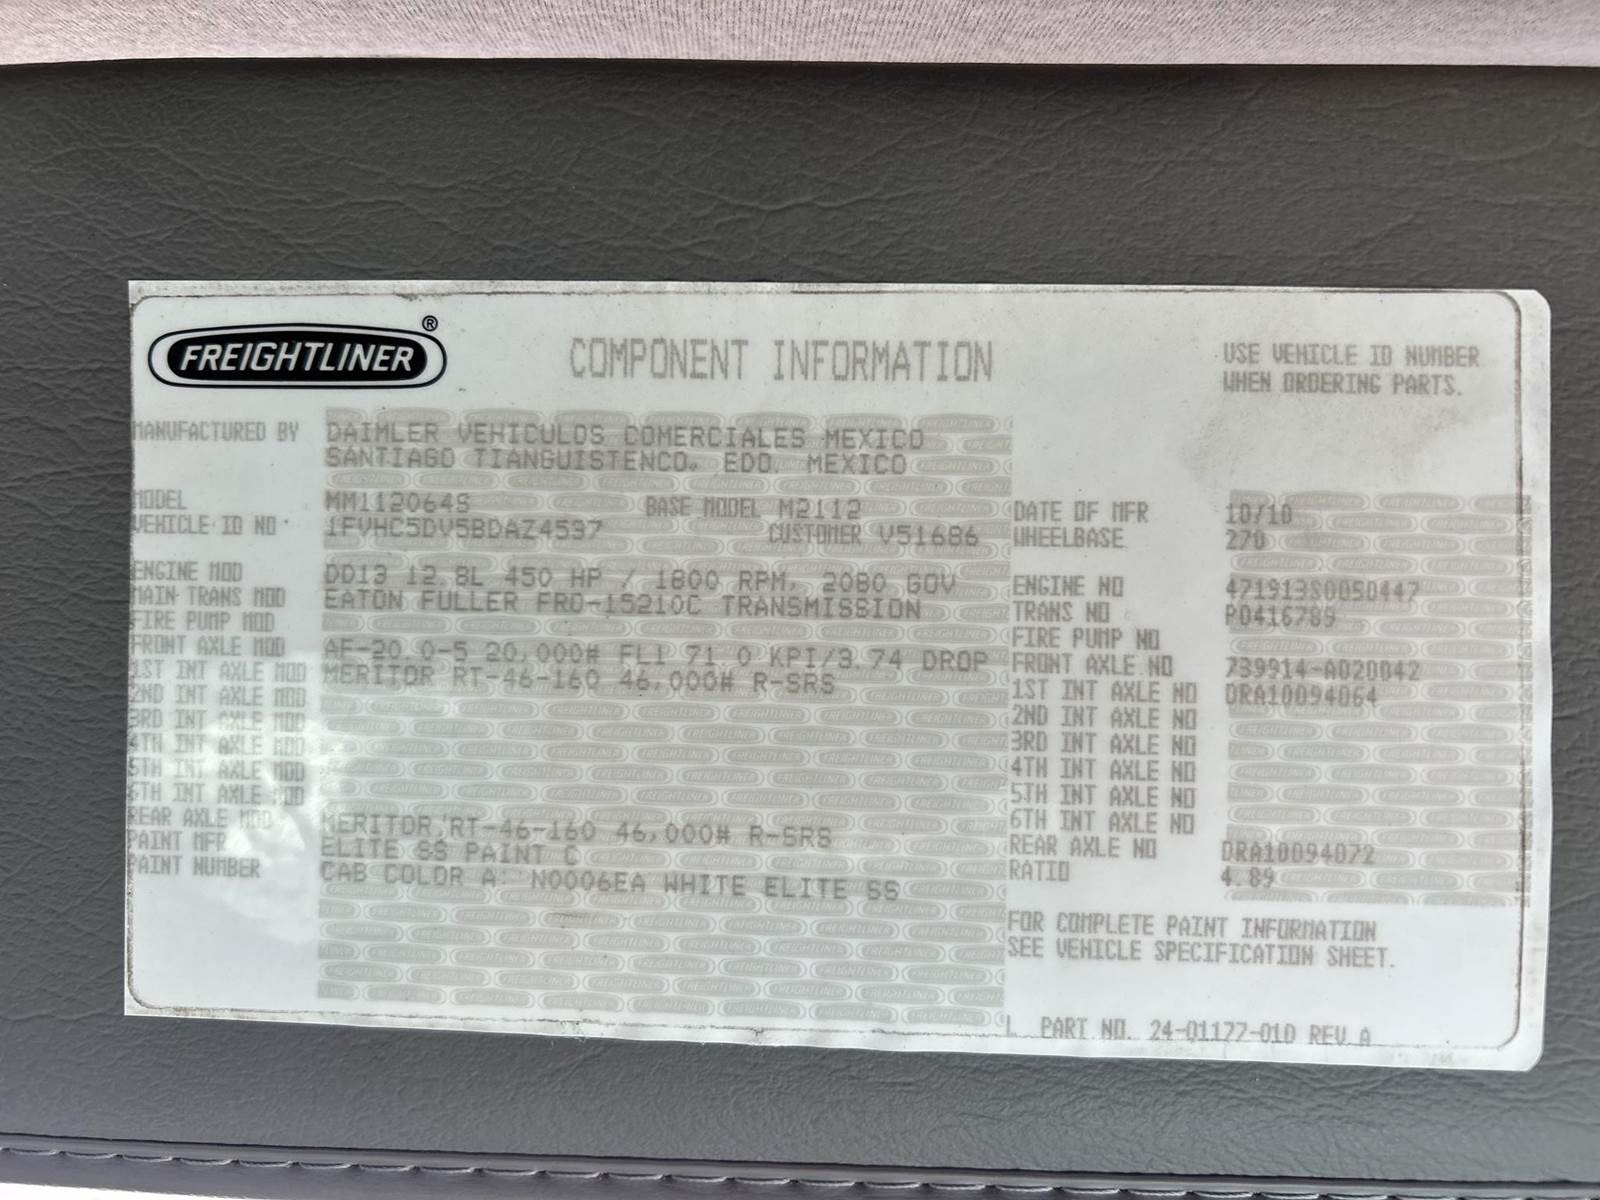 FREIGHTLINER ®
COMPONENT INFORMATION
USE VEHICLE ID NUMBER
WHEN ORDERING PARTS.
MANUFACTURED BY DAIMLER VEHICULOS COMERCIALES MEXICO
SANTIAGO TIANGUISTENCO, EDO. MEXICO
MODEL MM112064S BASE MODEL M2112 DATE OF MFR 10/10
VEHICLE ID NO 1FVHC5DV5BDAZ4597 CUSTOMER V51686 WHEELBASE 270
ENGINE MOD DD13 12.8L 450 HP / 1800 RPM, 2080 GOV ENGINE NO 471913S0050447
MAIN TRANS MOD EATON FULLER FRO-15210C TRANSMISSION TRANS NO P0416789
FIRE PUMP MOD FIRE PUMP NO
FRONT AXLE MOD AF-20.0-5 20,000# FL1 71.0 KPI/3.74 DROP FRONT AXLE NO 739914-A020042
1ST INT AXLE MOD MERITOR RT-46-160 46,000# R-SRS 1ST INT AXLE NO DRA10094064
2ND INT AXLE MOD 2ND INT AXLE NO
3RD INT AXLE MOD 3RD INT AXLE NO
4TH INT AXLE MOD 4TH INT AXLE NO
5TH INT AXLE MOD 5TH INT AXLE NO
6TH INT AXLE MOD 6TH INT AXLE NO
REAR AXLE MOD MERITOR RT-46-160 46,000# R-SRS REAR AXLE NO DRA10094072
PAINT MFR ELITE SS PAINT C RATIO 4.89
PAINT NUMBER CAB COLOR A: N0006EA WHITE ELITE SS
FOR COMPLETE PAINT INFORMATION
SEE VEHICLE SPECIFICATION SHEET.
L PART NO. 24-01177-010 REV A